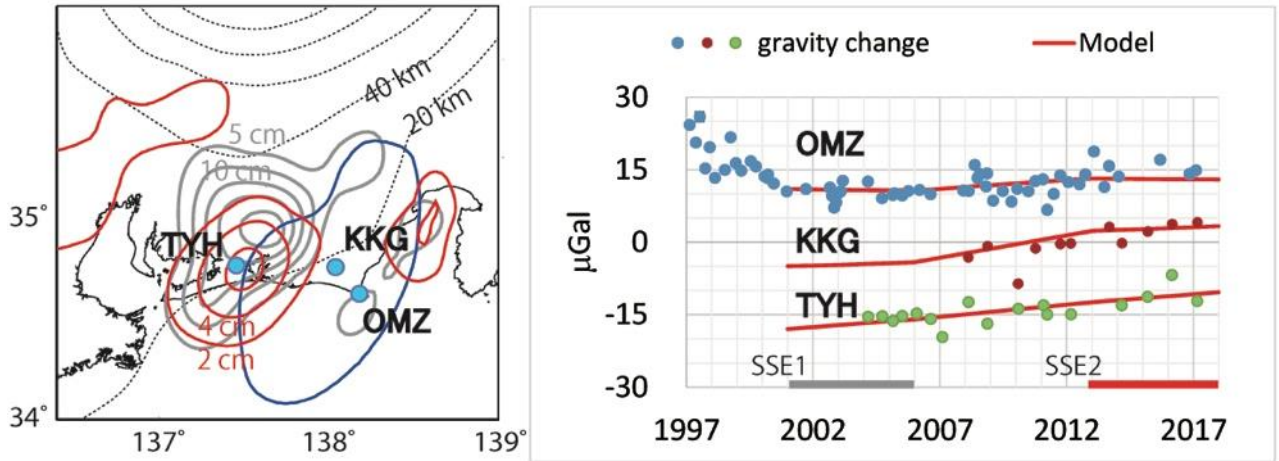 40 km
20 km
5 cm
10 cm
35°
TYH
KKG
OMZ
4 cm
2 cm
34°
137°
138°
139°
gravity change
Model
30
15
0
-15
-30
µGal
OMZ
KKG
TYH
SSE1
SSE2
1997
2002
2007
2012
2017